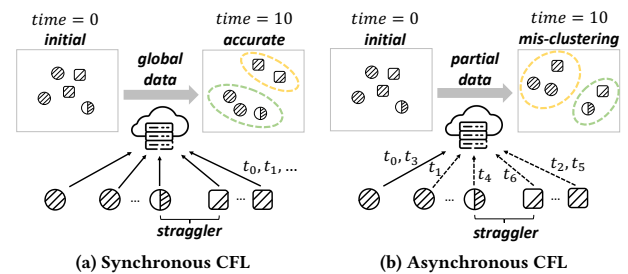 time = 0
initial
global
data
time = 10
accurate
t₀, t₁, ...
...
...
straggler
(a) Synchronous CFL
time = 0
initial
partial
data
time = 10
mis-clustering
t₀, t₃
t₁
t₄
t₆
t₂, t₅
...
...
straggler
(b) Asynchronous CFL